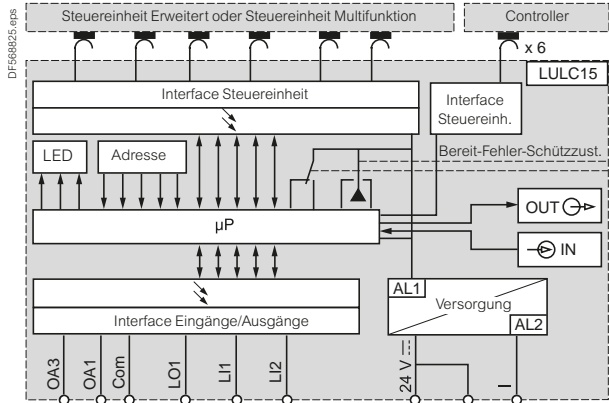 DF568825.eps
Steuereinheit Erweitert oder Steuereinheit Multifunktion
Controller
x 6
LULC15
Interface Steuereinheit
Interface
Steuereinh.
LED
Adresse
Bereit-Fehler-Schützzust.
OUT
µP
IN
AL1
Versorgung
AL2
Interface Eingänge/Ausgänge
OA3
OA1
Com
LO1
LI1
LI2
24 V
I